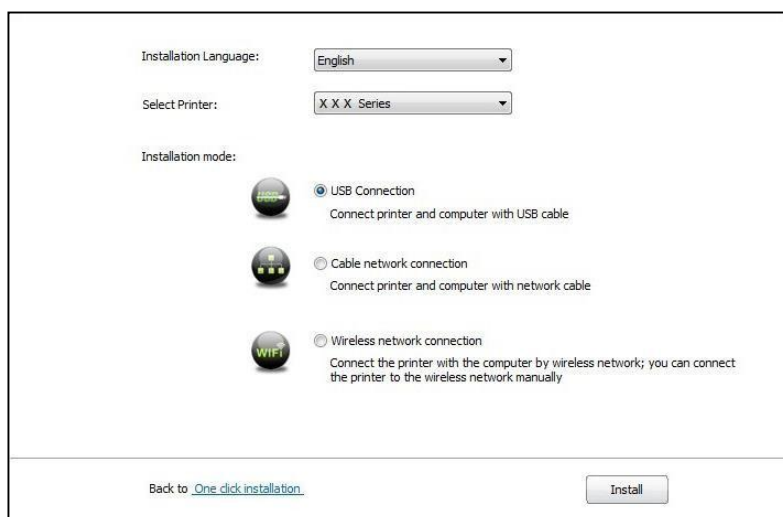 Installation Language:
English
Select Printer:
X X X Series
Installation mode:
USB
USB Connection
Connect printer and computer with USB cable
Cable network connection
Connect printer and computer with network cable
WiFi
Wireless network connection
Connect the printer with the computer by wireless network; you can connect
the printer to the wireless network manually
Back to One click installation
Install